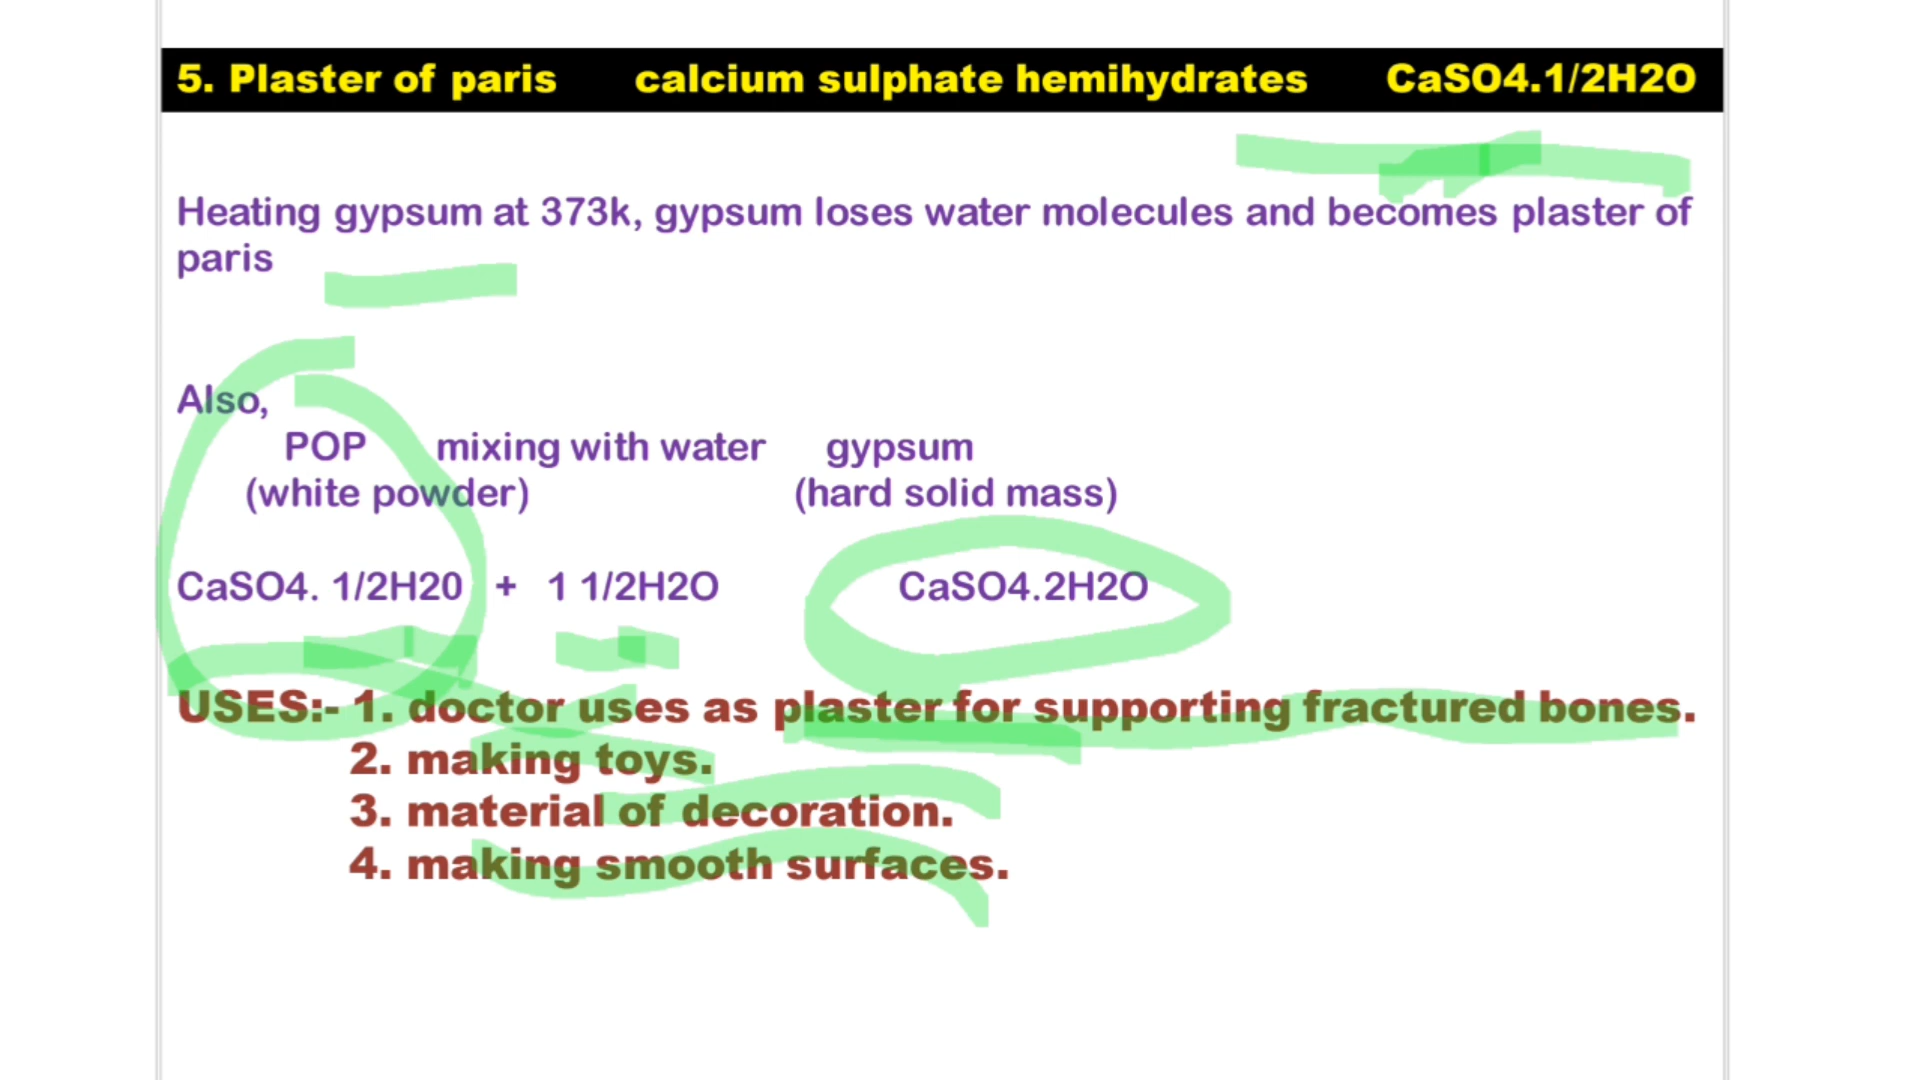 5. Plaster of paris calcium sulphate hemihydrates CaSO4.1/2H2O
Heating gypsum at 373k, gypsum loses water molecules and becomes plaster of
paris
Also,
POP mixing with water gypsum
(white powder) (hard solid mass)
CaSO4. 1/2H20 + 1 1/2H2O CaSO4.2H2O
USES:- 1. doctor uses as plaster for supporting fractured bones.
2. making toys.
3. material of decoration.
4. making smooth surfaces.